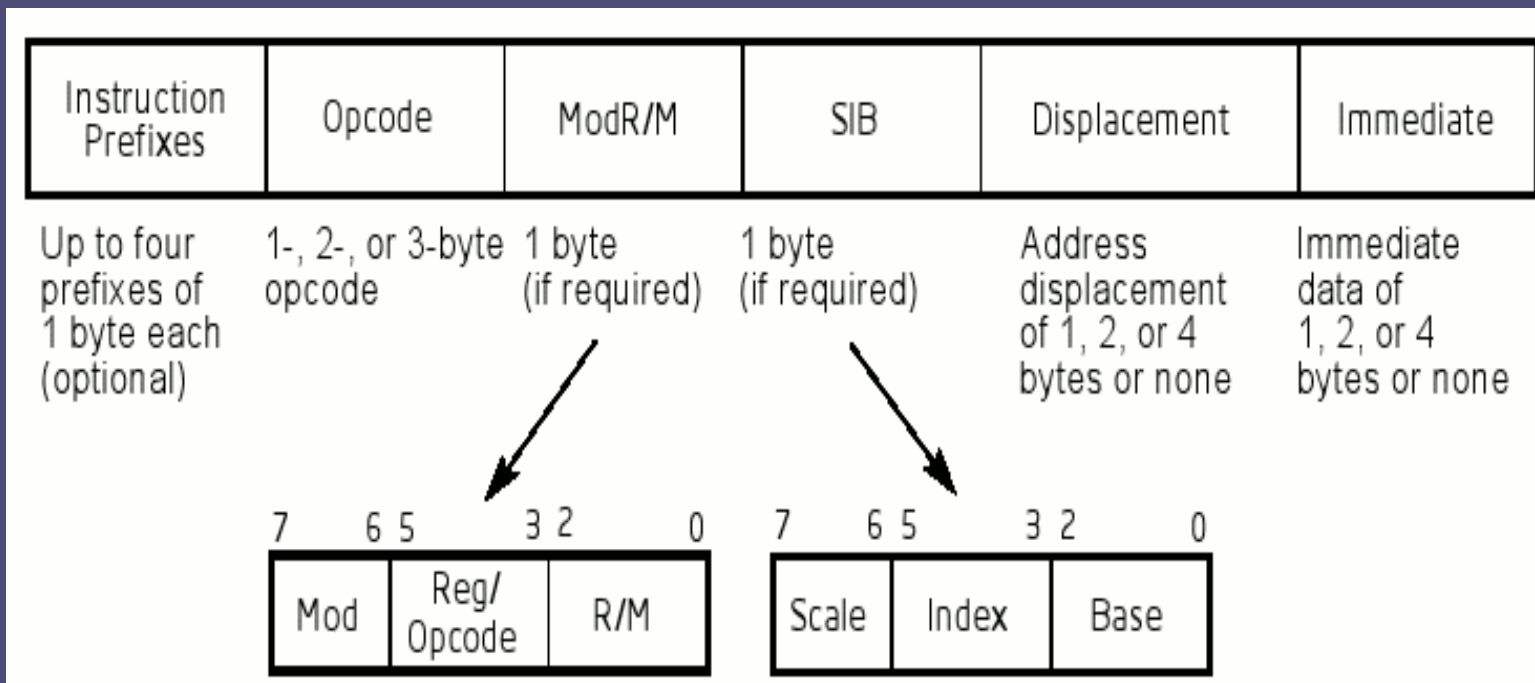 Instruction
Prefixes
Opcode
ModR/M
SIB
Displacement
Immediate
Up to four
prefixes of
1 byte each
(optional)
1-, 2-, or 3-byte
opcode
1 byte
(if required)
1 byte
(if required)
Address
displacement
of 1, 2, or 4
bytes or none
Immediate
data of
1, 2, or 4
bytes or none
7 6 5 3 2 0
Mod
Reg/
Opcode
R/M
7 6 5 3 2 0
Scale
Index
Base